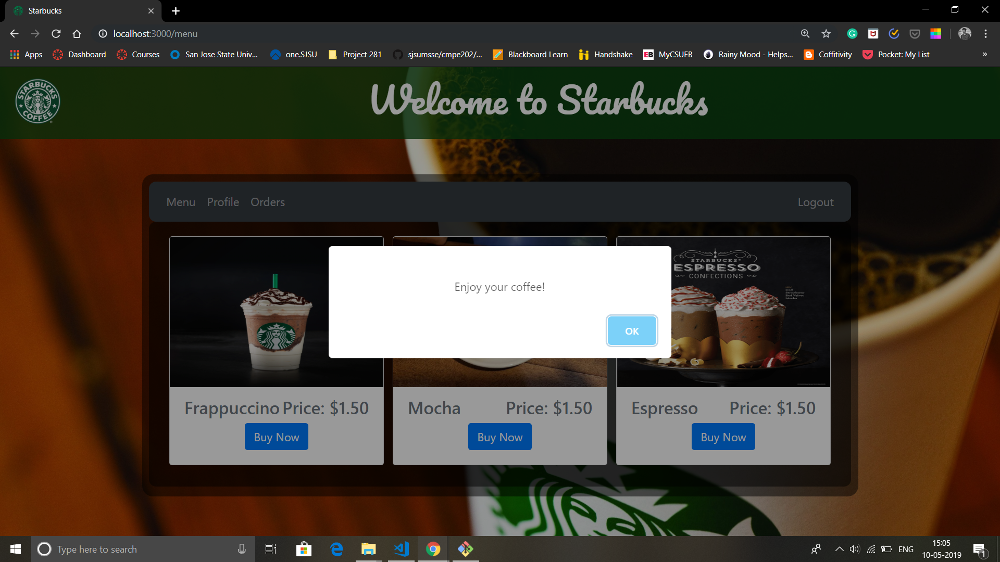 Starbucks
localhost:3000/menu
Apps Dashboard Courses San Jose State Univ... one.SJSU Project 281 sjsumsse/cmpe202/... Blackboard Learn Handshake EB MyCSUEB Rainy Mood - Helps... Coffitivity Pocket: My List »
STARBUCKS
COFFEE
Welcome to Starbucks
Menu Profile Orders Logout
STARBUCKS®
ESPRESSO
CONFECTIONS
Enjoy your coffee!
OK
Frappuccino Price: $1.50
Buy Now
Mocha Price: $1.50
Buy Now
Espresso Price: $1.50
Buy Now
Type here to search
ENG
15:05
10-05-2019
1